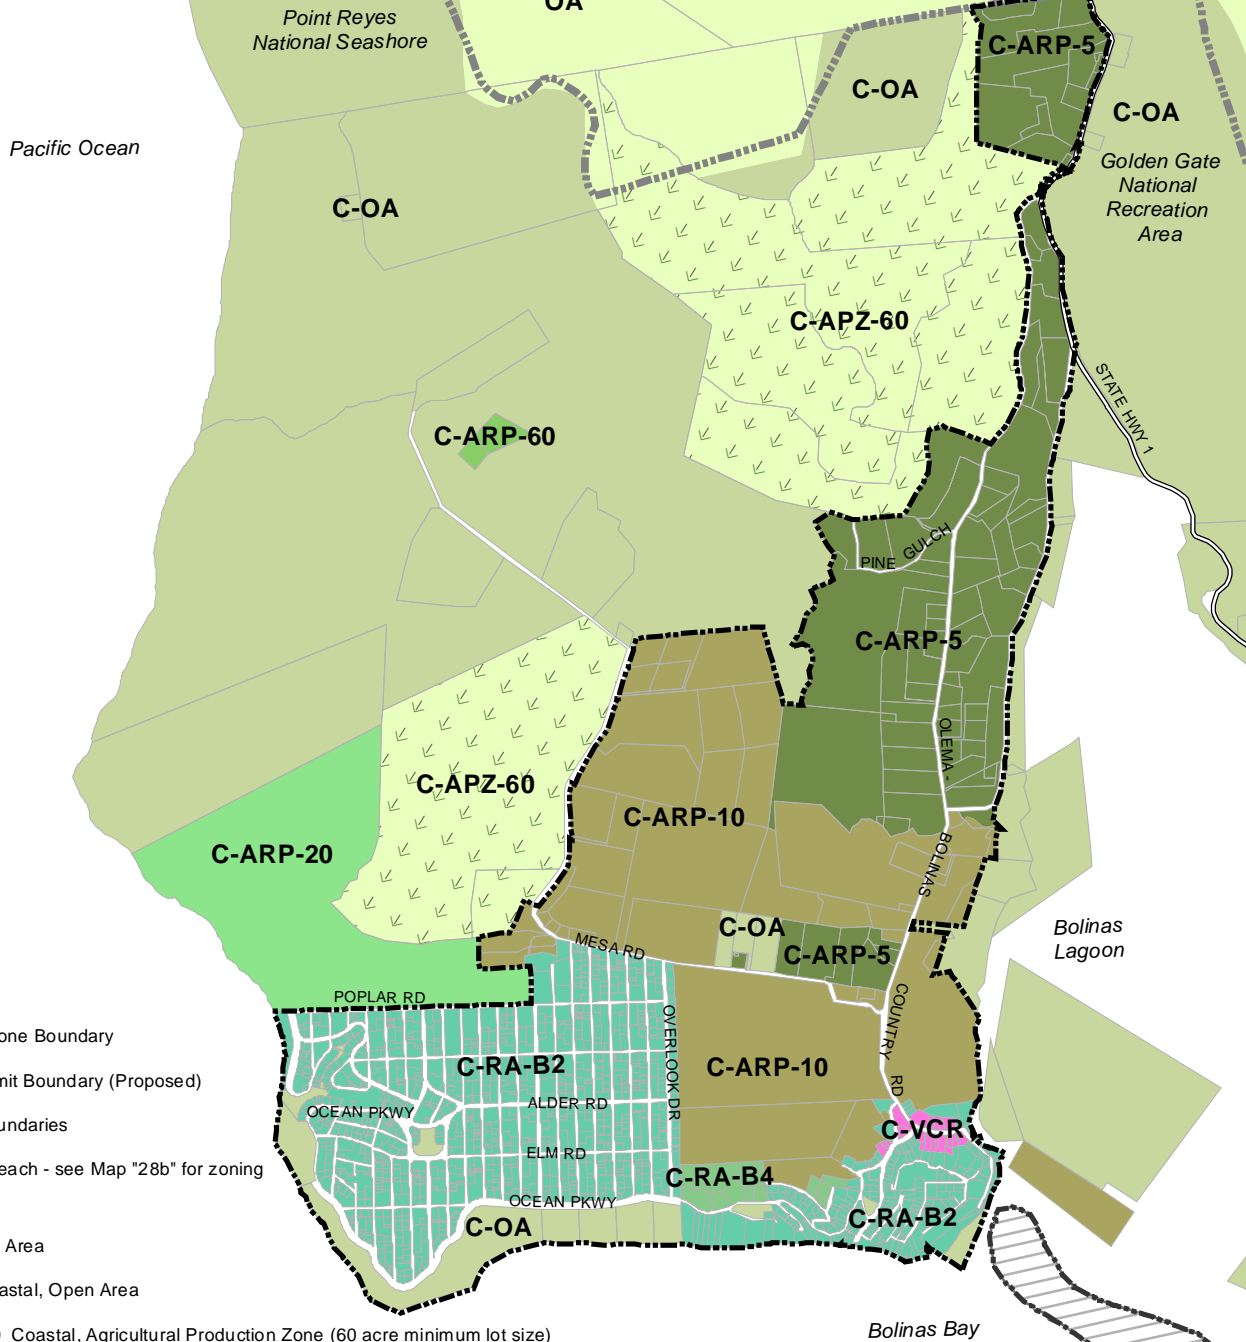 OA
Point Reyes
National Seashore
C-ARP-5
C-OA
C-OA
Pacific Ocean
Golden Gate
National
Recreation
Area
C-OA
C-APZ-60
STATE HWY 1
C-ARP-60
PINE GULCH
C-ARP-5
OLEMA -
C-APZ-60
C-ARP-10
C-ARP-20
BOLINAS
C-OA
C-ARP-5
Bolinas
Lagoon
MESA RD
POPLAR RD
COUNTRY
RD
OVERLOOK DR
one Boundary
C-RA-B2
C-ARP-10
mit Boundary (Proposed)
ALDER RD
OCEAN PKWY
undaries
C-VCR
ELM RD
each - see Map "28b" for zoning
C-RA-B4
OCEAN PKWY
C-OA
C-RA-B2
Area
astal, Open Area
Bolinas Bay
Coastal, Agricultural Production Zone (60 acre minimum lot size)